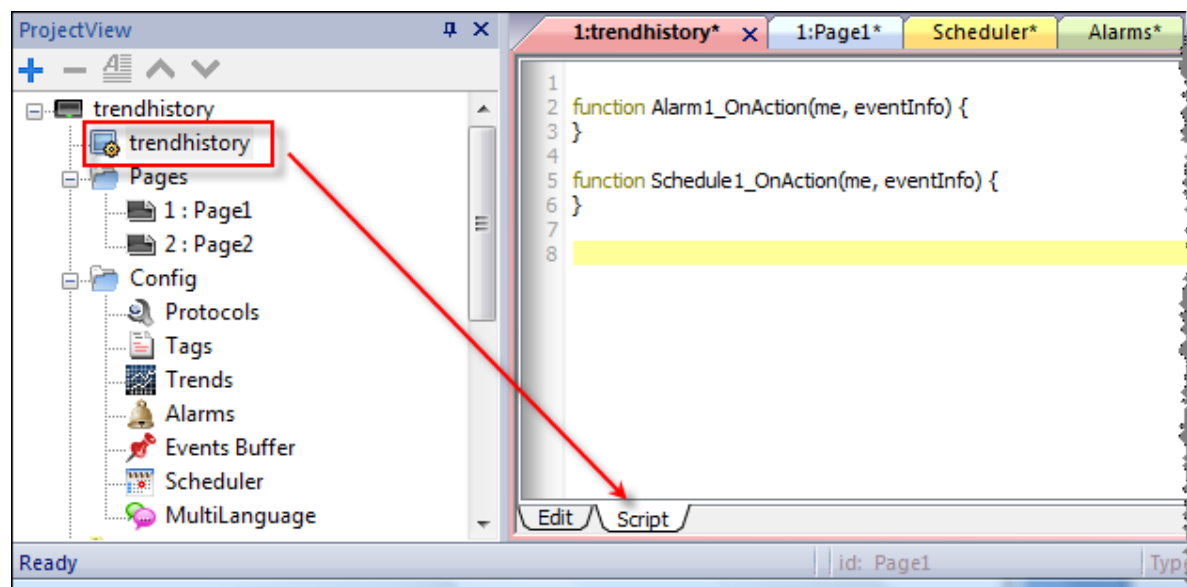 ProjectView
1:trendhistory*
1:Page1*
Scheduler*
Alarms*
trendhistory
trendhistory
Pages
1 : Page1
2 : Page2
Config
Protocols
Tags
Trends
Alarms
Events Buffer
Scheduler
MultiLanguage
1
2 function Alarm1_OnAction(me, eventInfo) {
3 }
4
5 function Schedule1_OnAction(me, eventInfo) {
6 }
7
8
Edit
Script
Ready
id: Page1
Typ